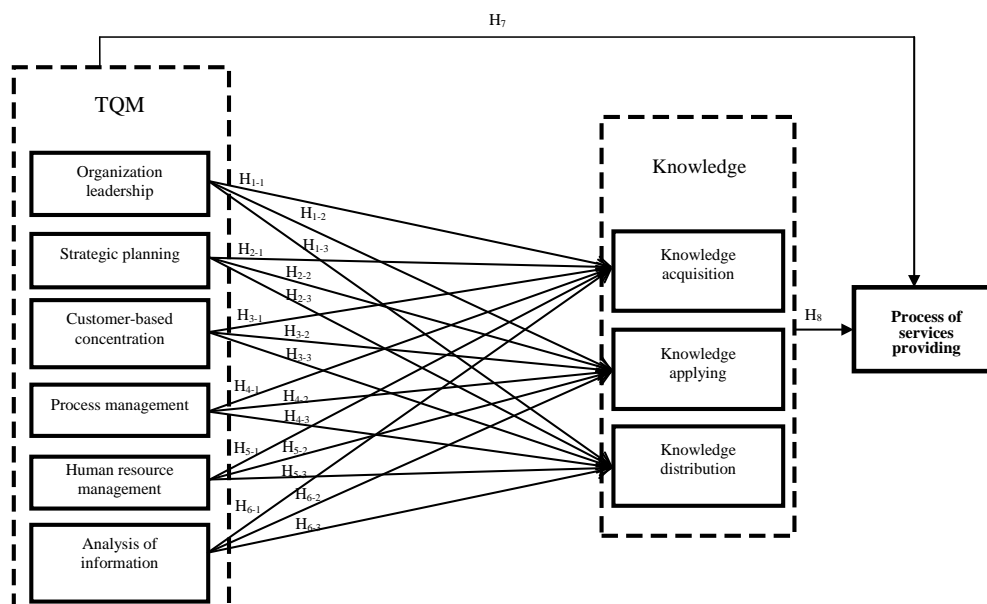 H7
TQM
Organization
leadership
Strategic planning
Customer-based
concentration
Process management
Human resource
management
Analysis of
information
H1-1
H1-2
H1-3
H2-1
H2-2
H2-3
H3-1
H3-2
H3-3
H4-1
H4-2
H4-3
H5-1
H5-2
H5-3
H6-1
H6-2
H6-3
Knowledge
Knowledge
acquisition
Knowledge
applying
Knowledge
distribution
H8
Process of
services
providing